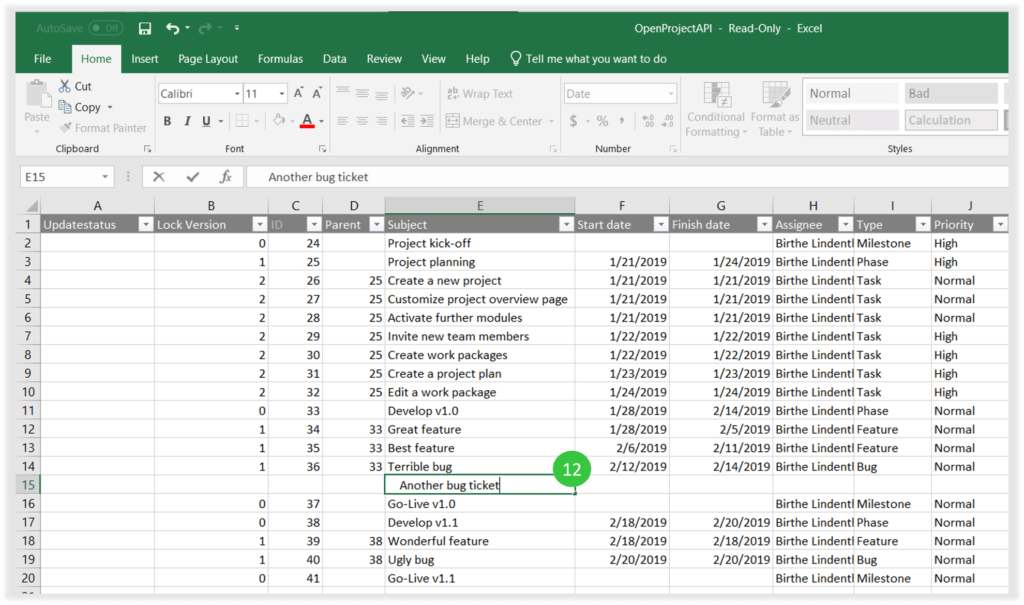 AutoSave Off
OpenProjectAPI - Read-Only - Excel
File Home Insert Page Layout Formulas Data Review View Help Tell me what you want to do
Paste
Cut
Copy
Format Painter
Calibri 11
B I U A
Wrap Text
Merge & Center
Date
$ % ,
Conditional Formatting
Format as Table
Normal Bad
Neutral Calculation
Clipboard Font Alignment Number Styles
E15 fx Another bug ticket
A B C D E F G H I J
1 Updatestatus Lock Version ID Parent Subject Start date Finish date Assignee Type Priority
2 0 24 Project kick-off Birthe Lindentl Milestone High
3 1 25 Project planning 1/21/2019 1/24/2019 Birthe Lindentl Phase High
4 2 26 25 Create a new project 1/21/2019 1/21/2019 Birthe Lindentl Task Normal
5 2 27 25 Customize project overview page 1/21/2019 1/21/2019 Birthe Lindentl Task Normal
6 2 28 25 Activate further modules 1/21/2019 1/21/2019 Birthe Lindentl Task Normal
7 2 29 25 Invite new team members 1/22/2019 1/22/2019 Birthe Lindentl Task High
8 2 30 25 Create work packages 1/22/2019 1/22/2019 Birthe Lindentl Task High
9 2 31 25 Create a project plan 1/23/2019 1/23/2019 Birthe Lindentl Task High
10 2 32 25 Edit a work package 1/24/2019 1/24/2019 Birthe Lindentl Task High
11 0 33 Develop v1.0 1/28/2019 2/14/2019 Birthe Lindentl Phase Normal
12 1 34 33 Great feature 1/28/2019 2/5/2019 Birthe Lindentl Feature Normal
13 1 35 33 Best feature 2/6/2019 2/11/2019 Birthe Lindentl Feature Normal
14 1 36 33 Terrible bug 2/12/2019 2/14/2019 Birthe Lindentl Bug Normal
12
15 Another bug ticket
16 0 37 Go-Live v1.0 Birthe Lindentl Milestone Normal
17 0 38 Develop v1.1 2/18/2019 2/20/2019 Birthe Lindentl Phase Normal
18 1 39 38 Wonderful feature 2/18/2019 2/18/2019 Birthe Lindentl Feature Normal
19 1 40 38 Ugly bug 2/20/2019 2/20/2019 Birthe Lindentl Bug Normal
20 0 41 Go-Live v1.1 Birthe Lindentl Milestone Normal